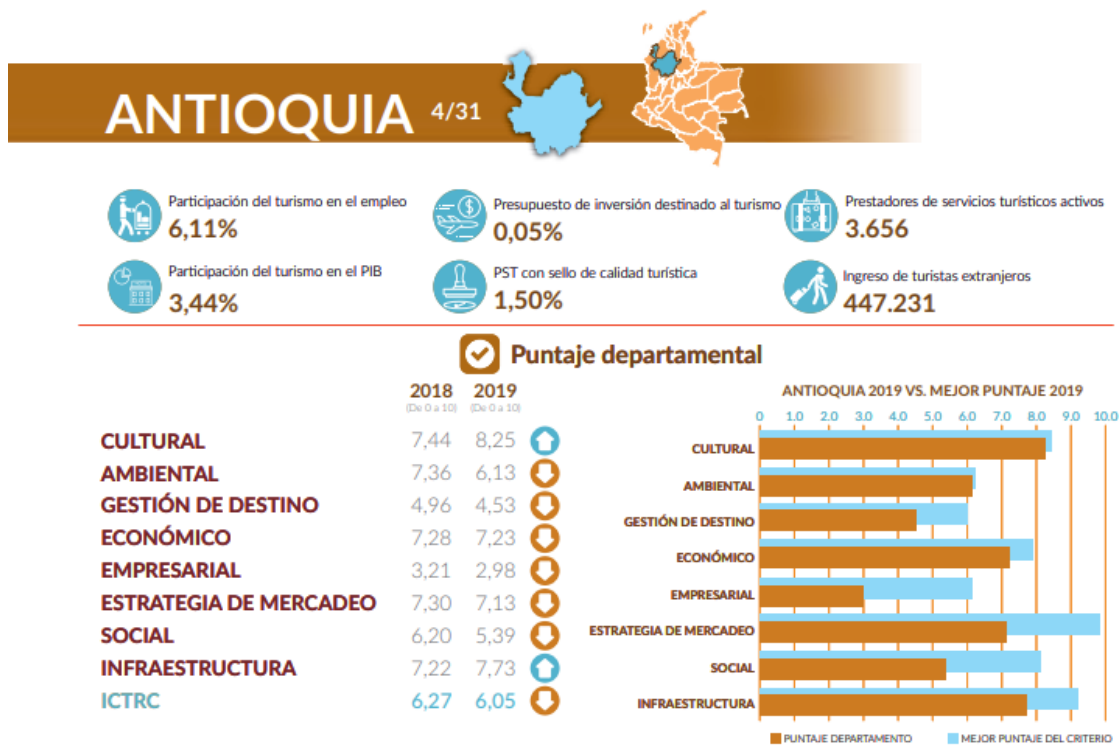 ANTIOQUIA 4/31
Participación del turismo en el empleo
6,11%
Presupuesto de inversión destinado al turismo
0,05%
Prestadores de servicios turísticos activos
3.656
Participación del turismo en el PIB
3,44%
PST con sello de calidad turística
1,50%
Ingreso de turistas extranjeros
447.231
Puntaje departamental
2018 2019
(De 0 a 10) (De 0 a 10)
CULTURAL 7,44 8,25
AMBIENTAL 7,36 6,13
GESTIÓN DE DESTINO 4,96 4,53
ECONÓMICO 7,28 7,23
EMPRESARIAL 3,21 2,98
ESTRATEGIA DE MERCADEO 7,30 7,13
SOCIAL 6,20 5,39
INFRAESTRUCTURA 7,22 7,73
ICTRC 6,27 6,05
ANTIOQUIA 2019 VS. MEJOR PUNTAJE 2019
0 1.0 2.0 3.0 4.0 5.0 6.0 7.0 8.0 9.0 10.0
CULTURAL
AMBIENTAL
GESTIÓN DE DESTINO
ECONÓMICO
EMPRESARIAL
ESTRATEGIA DE MERCADEO
SOCIAL
INFRAESTRUCTURA
PUNTAJE DEPARTAMENTO MEJOR PUNTAJE DEL CRITERIO